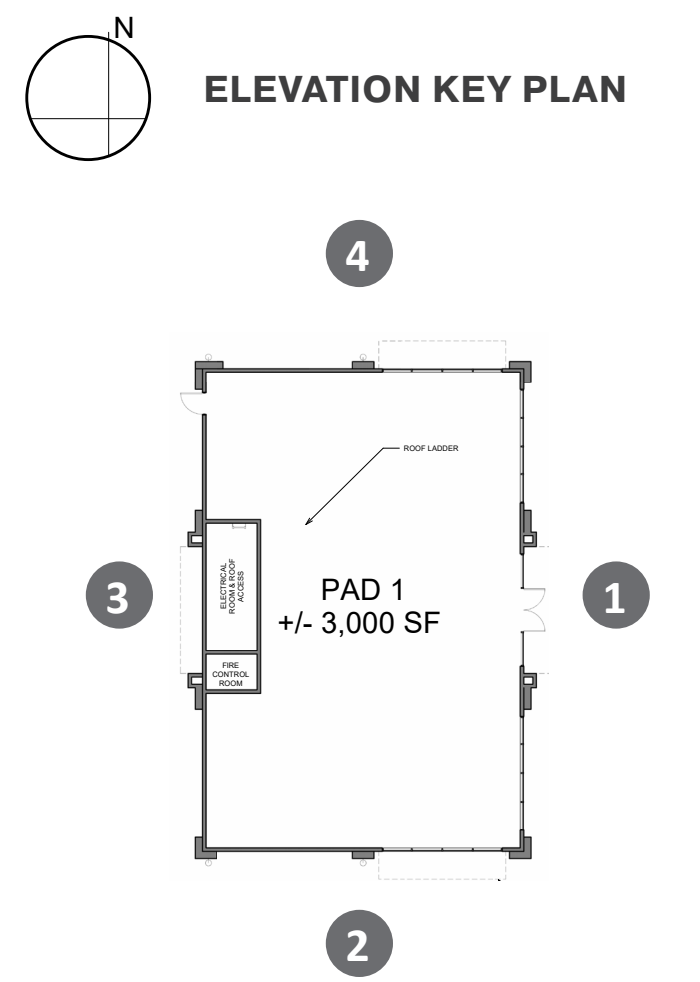 N
ELEVATION KEY PLAN
4
ROOF LADDER
ELECTRICAL
ROOM & ROOF
ACCESS
3
PAD 1
+/- 3,000 SF
1
FIRE
CONTROL
ROOM
2